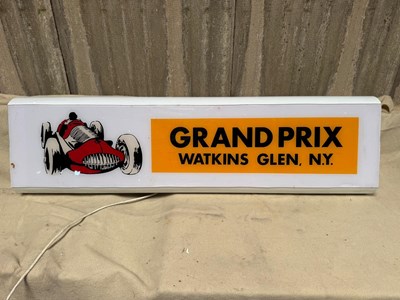 GRAND PRIX
WATKINS GLEN, N.Y.